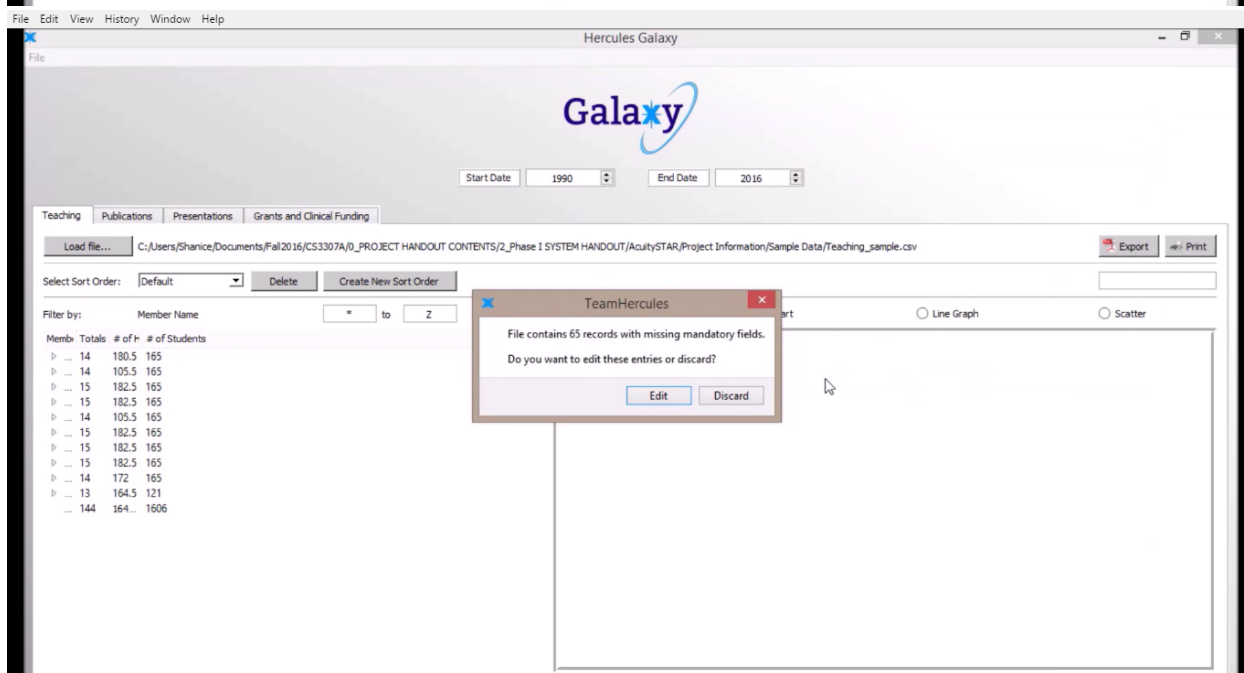 File Edit View History Window Help
Hercules Galaxy
File
Galaxy
Start Date 1990 End Date 2016
Teaching Publications Presentations Grants and Clinical Funding
Load file... C:/Users/Shanice/Documents/Fall2016/CS3307A/0_PROJECT HANDOUT CONTENTS/2_Phase I SYSTEM HANDOUT/AcuitySTAR/Project Information/Sample Data/Teaching_sample.csv Export Print
Select Sort Order: Default Delete Create New Sort Order
TeamHercules
Filter by: Member Name * to Z art Line Graph Scatter
File contains 65 records with missing mandatory fields.
Do you want to edit these entries or discard?
Edit Discard
Memb Totals # of H # of Students
... 14 180.5 165
... 14 105.5 165
... 15 182.5 165
... 15 182.5 165
... 14 105.5 165
... 15 182.5 165
... 15 182.5 165
... 15 182.5 165
... 14 172 165
... 13 164.5 121
... 144 164... 1606